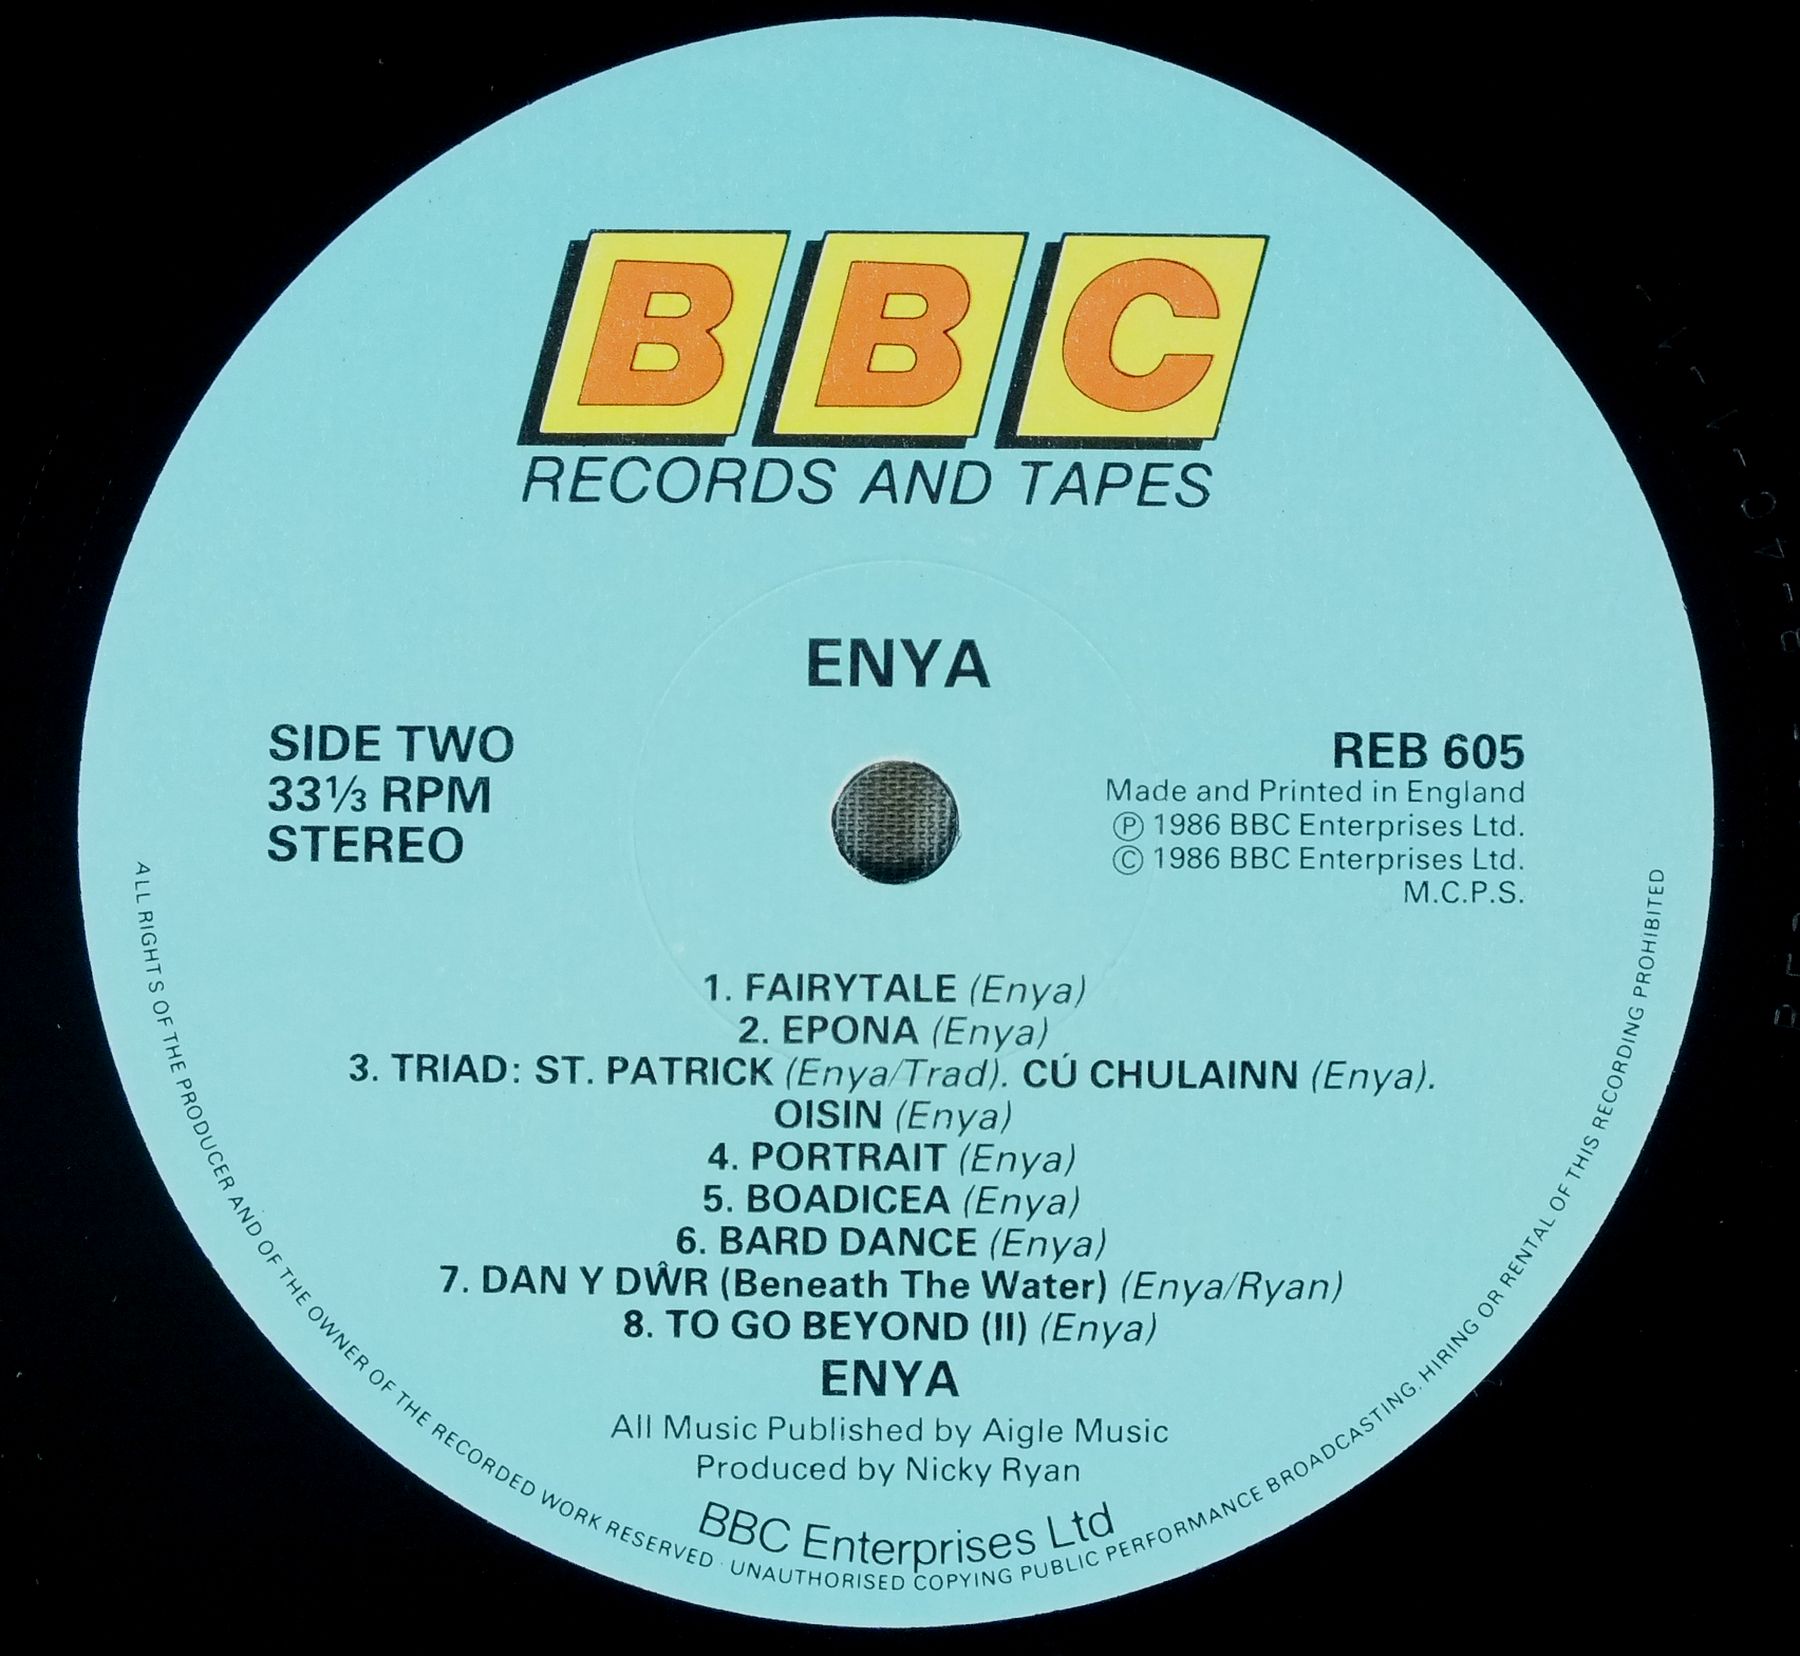 BBC
RECORDS AND TAPES
ENYA
SIDE TWO
33⅓ RPM
STEREO
REB 605
Made and Printed in England
Ⓟ 1986 BBC Enterprises Ltd.
© 1986 BBC Enterprises Ltd.
M.C.P.S.
1. FAIRYTALE (Enya)
2. EPONA (Enya)
3. TRIAD: ST. PATRICK (Enya/Trad). CÚ CHULAINN (Enya).
OISIN (Enya)
4. PORTRAIT (Enya)
5. BOADICEA (Enya)
6. BARD DANCE (Enya)
7. DAN Y DŴR (Beneath The Water) (Enya/Ryan)
8. TO GO BEYOND (II) (Enya)
ENYA
All Music Published by Aigle Music
Produced by Nicky Ryan
BBC Enterprises Ltd
ALL RIGHTS OF THE PRODUCER AND OF THE OWNER OF THE RECORDED WORK RESERVED · UNAUTHORISED COPYING PUBLIC PERFORMANCE BROADCASTING, HIRING OR RENTAL OF THIS RECORDING PROHIBITED